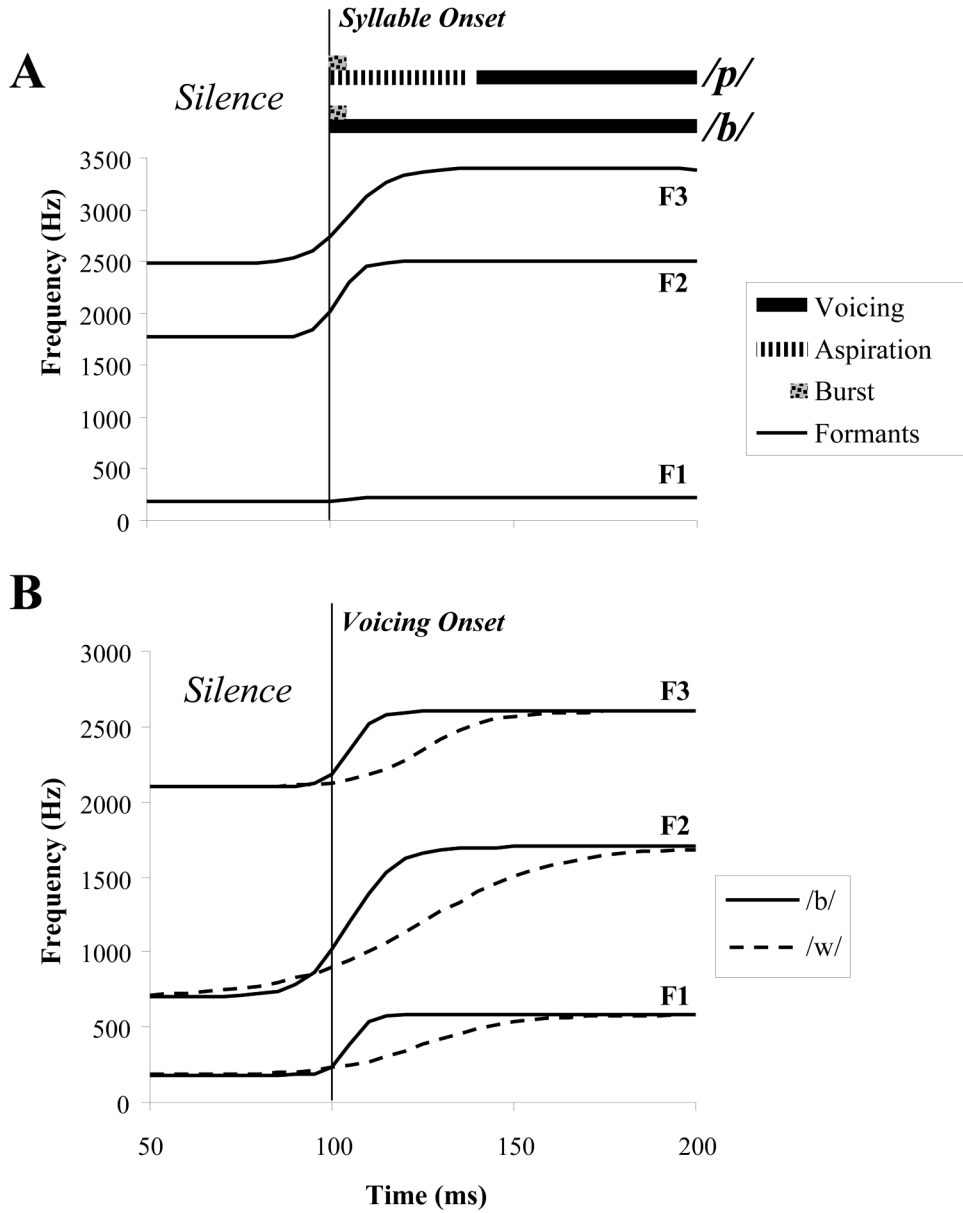 Syllable Onset
A
Silence
/p/
/b/
3500
3000
2500
2000
1500
1000
500
0
Frequency (Hz)
F3
F2
F1
Voicing
Aspiration
Burst
Formants
B
Voicing Onset
Silence
3000
2500
2000
1500
1000
500
0
Frequency (Hz)
F3
F2
F1
/b/
/w/
50 100 150 200
Time (ms)